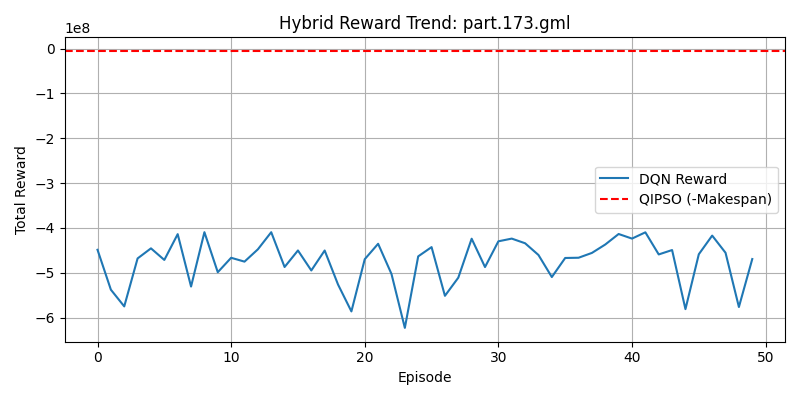 Hybrid Reward Trend: part.173.gml
1e8
0
−1
−2
−3
−4
−5
−6
Total Reward
DQN Reward
QIPSO (-Makespan)
0 10 20 30 40 50
Episode